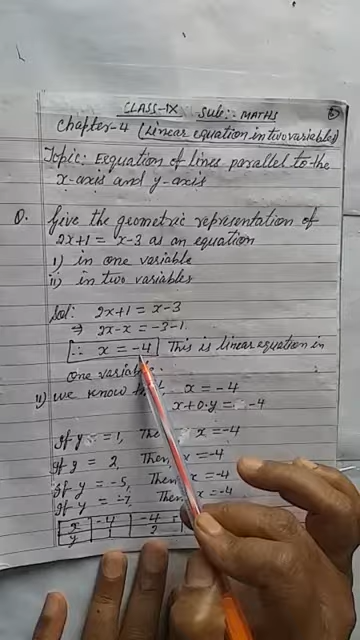 CLASS-IX Sub:- MATHS
Chapter-4 (Linear equation in two variables)
Topic: Eequation of lines parallel to the
x-axis and y-axis
Q. Give the geometric representation of
2x+1 = x-3 as an equation
i) in one variable
ii) in two variables
Sol: 2x+1 = x-3
⇒ 2x-x = -3-1
∴ x = -4 This is linear equation in
one variable
ii) we know x = -4
x+0.y = -4
If y = 1, The x = -4
If y = 2, Then, x = -4
If y = -5, Then x = -4
If y = -7 Then x = -4
x -4 -4
y 1 2